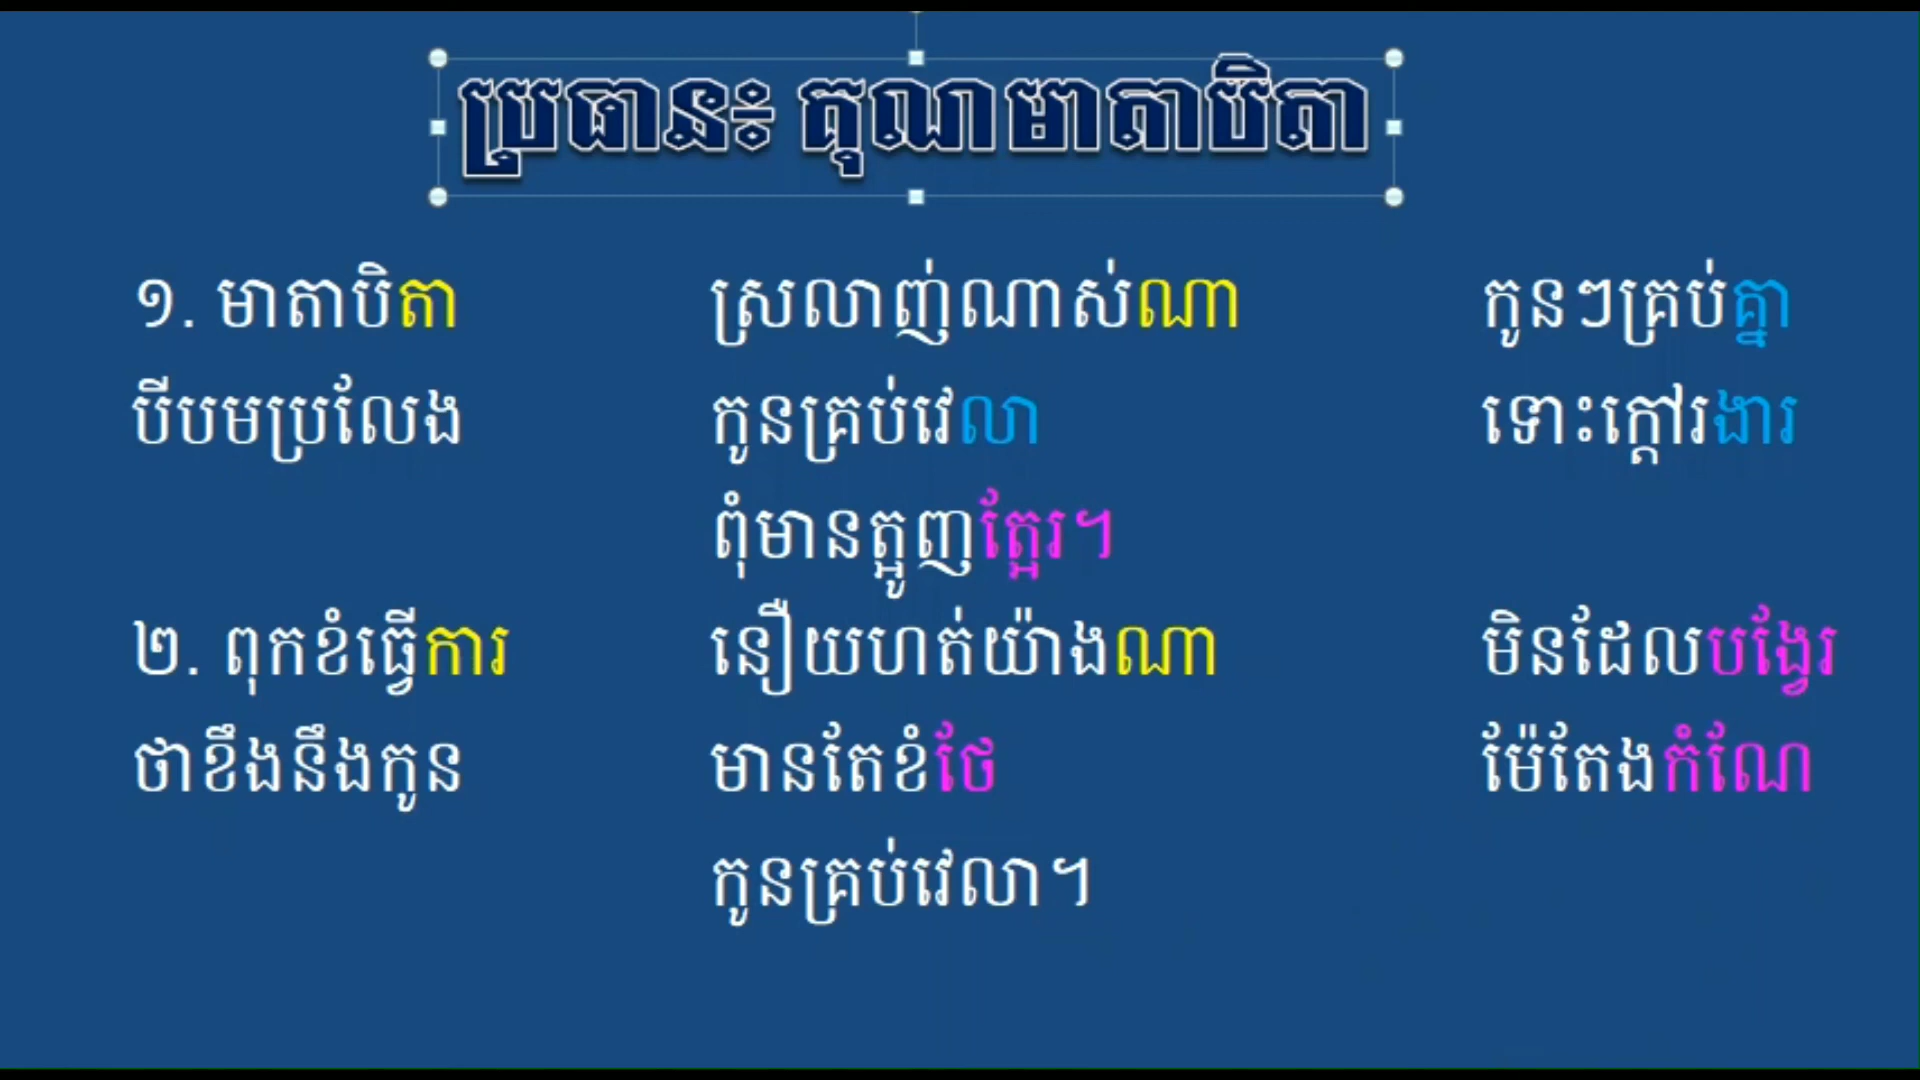 ប្រធានៈ គុណមាតាបិតា
១. មាតាបិតា ស្រលាញ់ណាស់ណា កូនៗគ្រប់គ្នា
បីបមប្រលែង កូនគ្រប់វេលា ទោះក្ដៅរងារ
ពុំមានត្អូញត្អែរ។
២. ពុកខំធ្វើការ នឿយហត់យ៉ាងណា មិនដែលបង្វែរ
ថាខឹងនឹងកូន មានតែខំថែ ម៉ែតែងកំណែ
កូនគ្រប់វេលា។